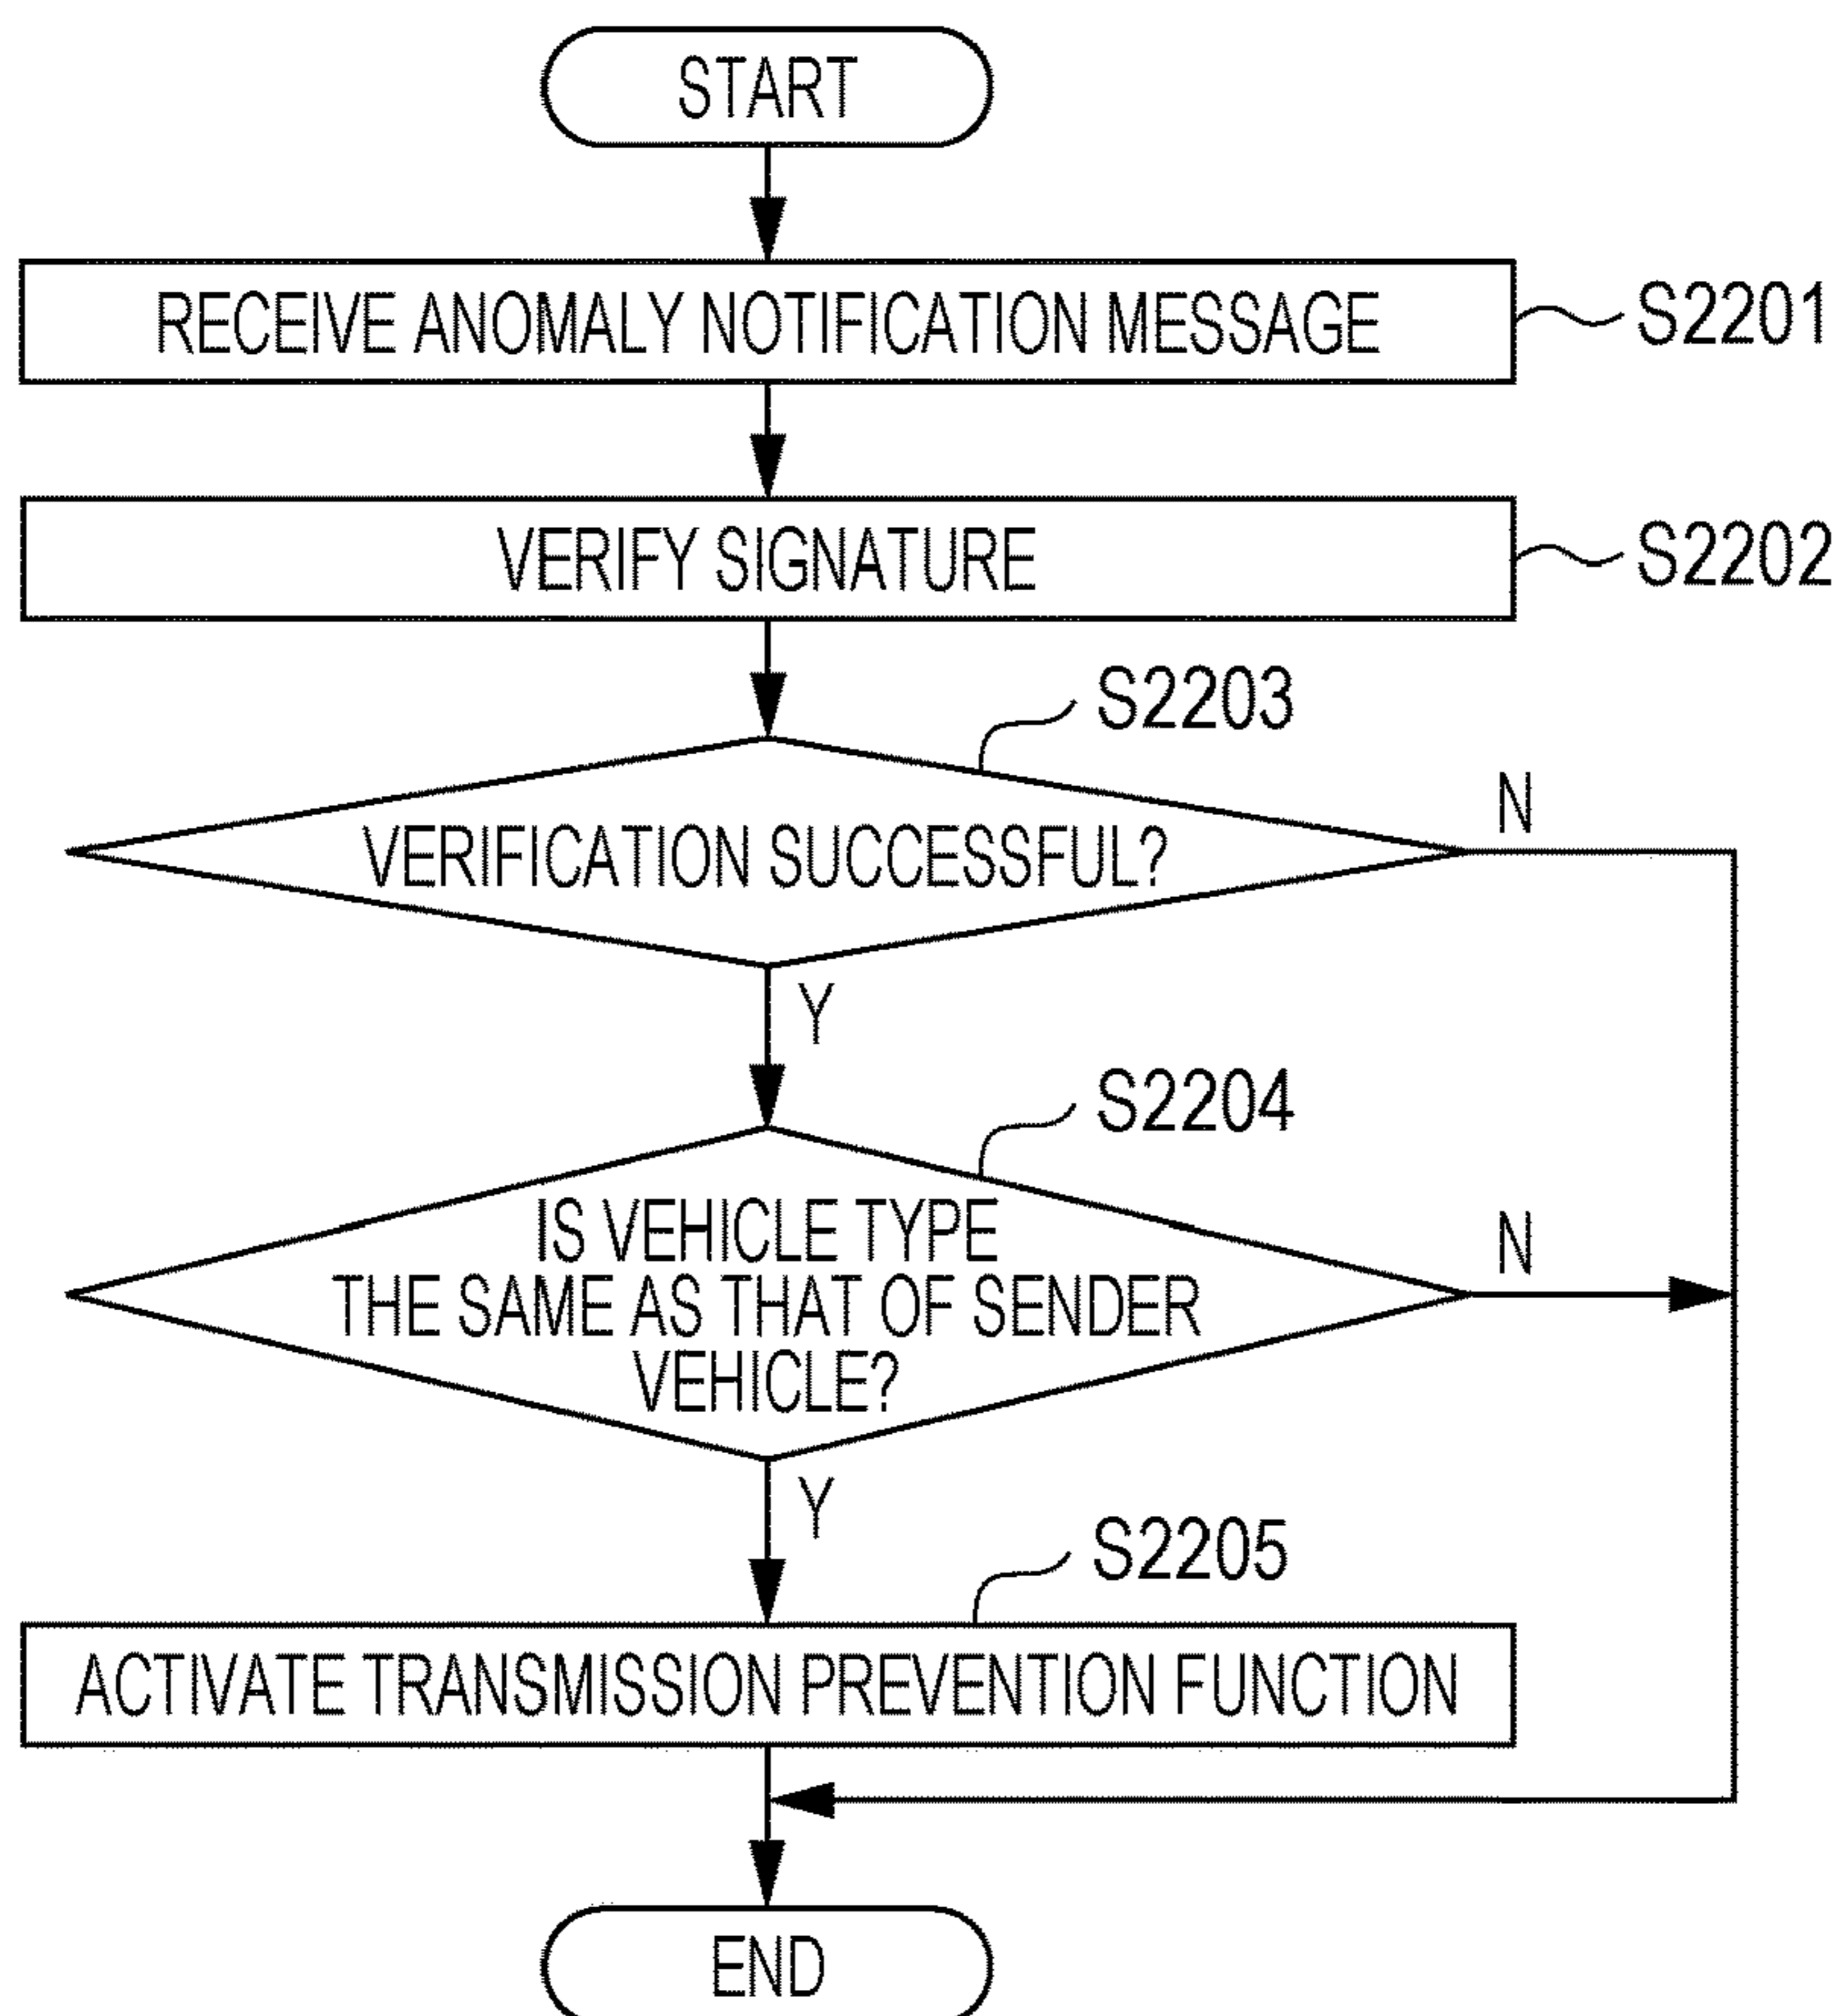 START
RECEIVE ANOMALY NOTIFICATION MESSAGE
S2201
VERIFY SIGNATURE
S2202
S2203
VERIFICATION SUCCESSFUL?
N
Y
S2204
IS VEHICLE TYPE
THE SAME AS THAT OF SENDER
VEHICLE?
N
Y
S2205
ACTIVATE TRANSMISSION PREVENTION FUNCTION
END